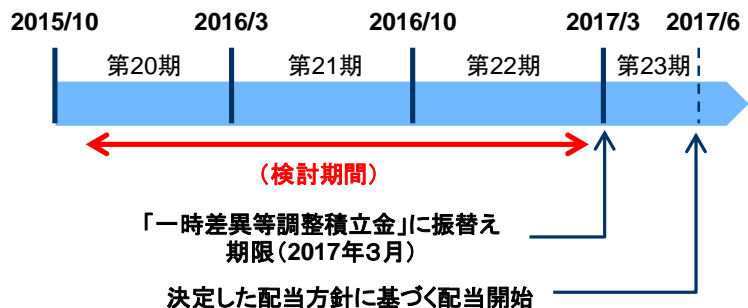 2015/10 2016/3 2016/10 2017/3 2017/6
第20期 第21期 第22期 第23期
（検討期間）
「一時差異等調整積立金」に振替え
期限（2017年３月）
決定した配当方針に基づく配当開始